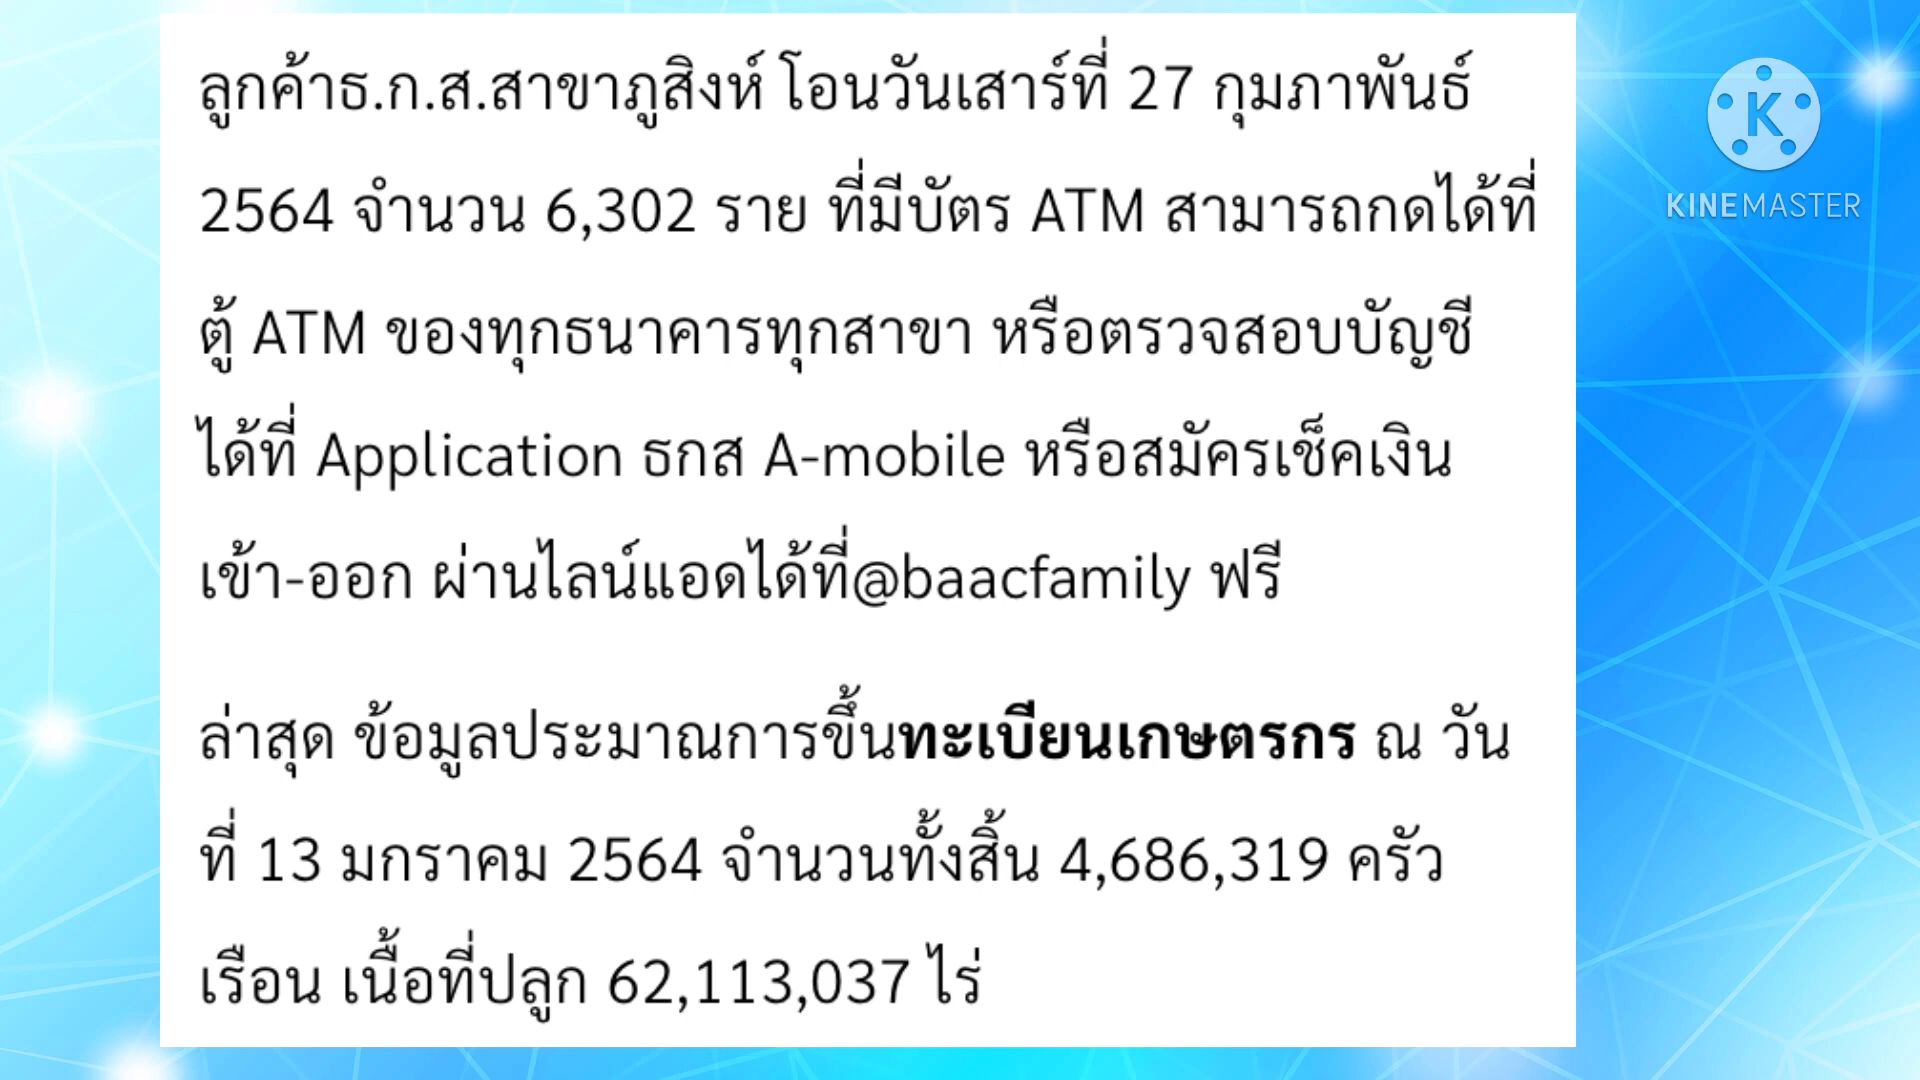 ลูกค้าธ.ก.ส.สาขาภูสิงห์ โอนวันเสาร์ที่ 27 กุมภาพันธ์
2564 จำนวน 6,302 ราย ที่มีบัตร ATM สามารถกดได้ที่
ตู้ ATM ของทุกธนาคารทุกสาขา หรือตรวจสอบบัญชี
ได้ที่ Application ธกส A-mobile หรือสมัครเช็คเงิน
เข้า-ออก ผ่านไลน์แอดได้ที่@baacfamily ฟรี
ล่าสุด ข้อมูลประมาณการขึ้นทะเบียนเกษตรกร ณ วัน
ที่ 13 มกราคม 2564 จำนวนทั้งสิ้น 4,686,319 ครัว
เรือน เนื้อที่ปลูก 62,113,037 ไร่
K
KINEMASTER